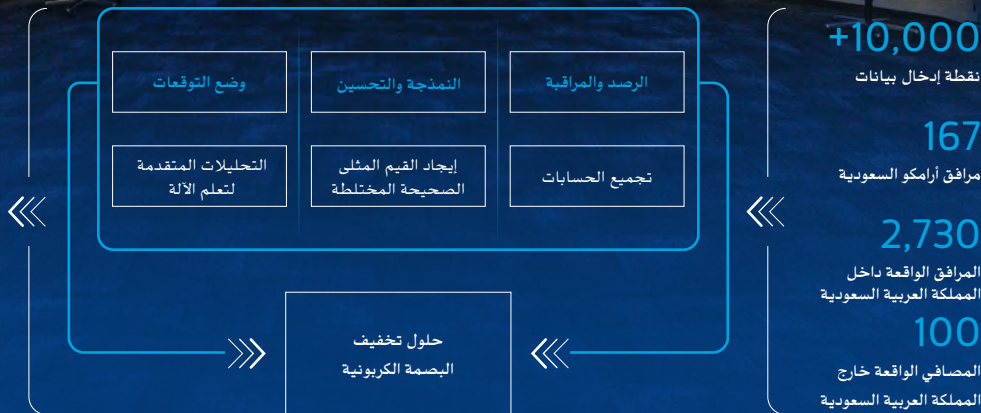 +10,000
نقطة إدخال بيانات
167
مرافق أرامكو السعودية
2,730
المرافق الواقعة داخل
المملكة العربية السعودية
100
المصافي الواقعة خارج
المملكة العربية السعودية
الرصد والمراقبة
النمذجة والتحسين
وضع التوقعات
تجميع الحسابات
إيجاد القيم المثلى
الصحيحة المختلطة
التحليلات المتقدمة
لتعلم الآلة
حلول تخفيف
البصمة الكربونية